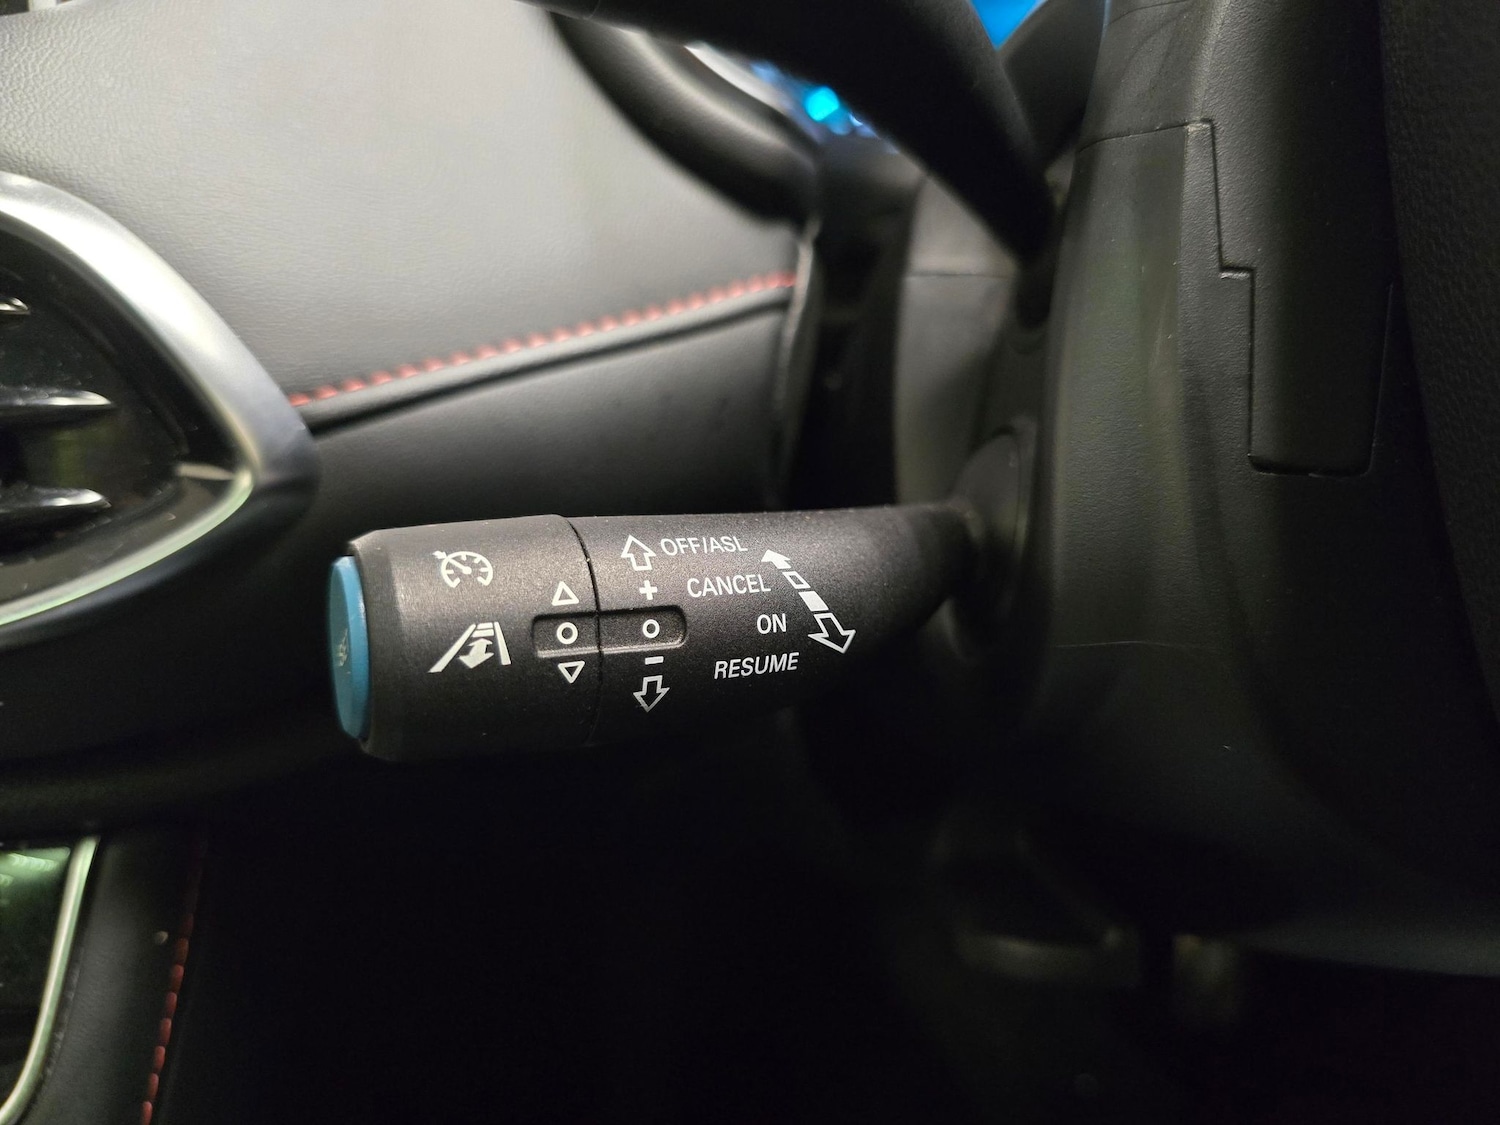 OFF/ASL
+
CANCEL
ON
−
RESUME